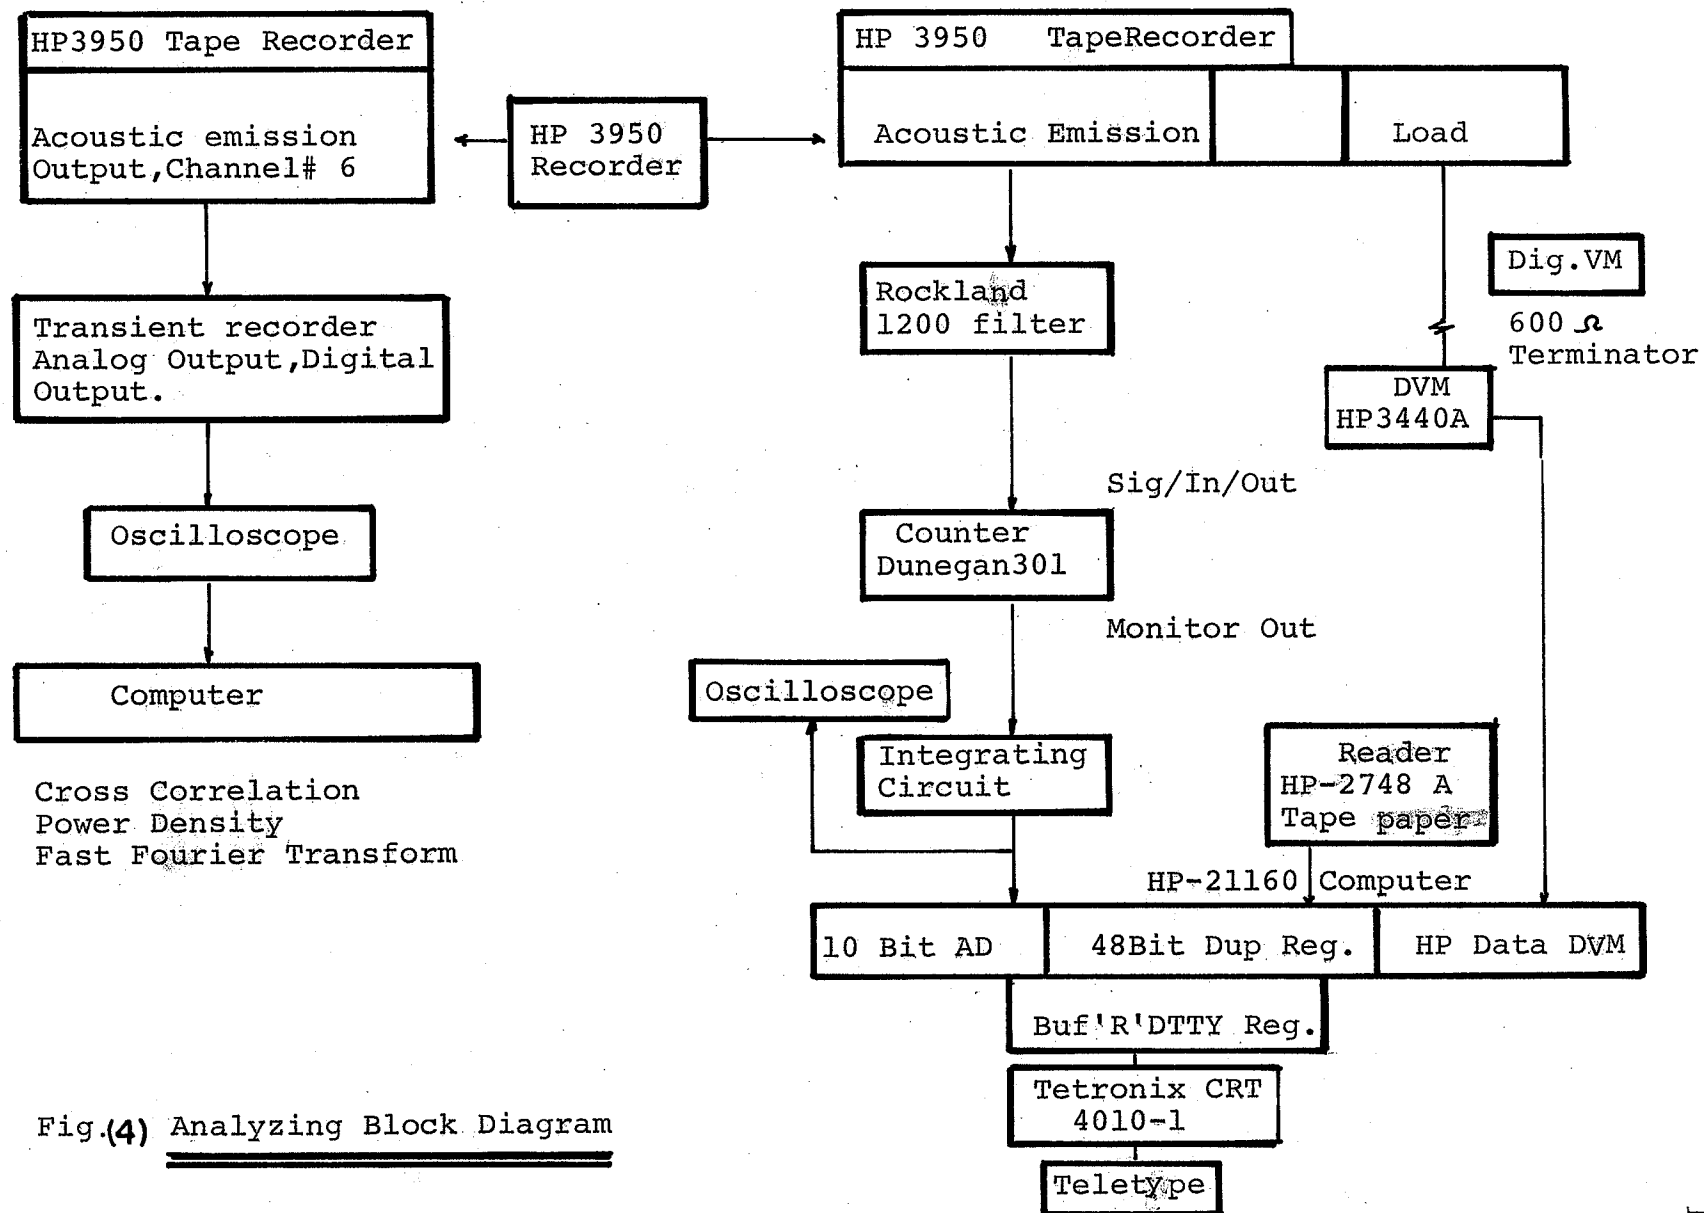 HP3950 Tape Recorder
Acoustic emission
Output,Channel# 6
HP 3950
Recorder
HP 3950 TapeRecorder
Acoustic Emission
Load
Transient recorder
Analog Output,Digital
Output.
Oscilloscope
Computer
Cross Correlation
Power Density
Fast Fourier Transform
Rockland
1200 filter
Dig.VM
600 Ω
Terminator
DVM
HP3440A
Sig/In/Out
Counter
Dunegan301
Monitor Out
Oscilloscope
Integrating
Circuit
Reader
HP-2748 A
Tape paper
HP-21160 Computer
10 Bit AD
48Bit Dup Reg.
HP Data DVM
Buf'R'DTTY Reg.
Tetronix CRT
4010-1
Teletype
Fig.(4) Analyzing Block Diagram